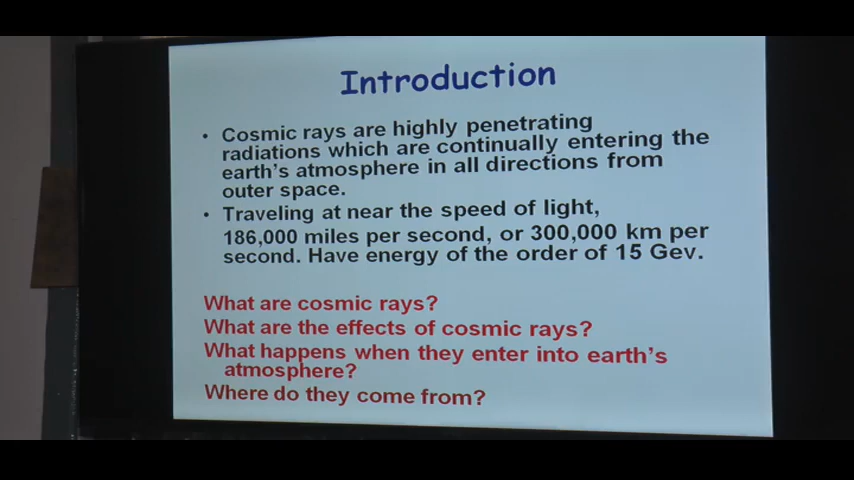 Introduction
• Cosmic rays are highly penetrating
radiations which are continually entering the
earth's atmosphere in all directions from
outer space.
• Traveling at near the speed of light,
186,000 miles per second, or 300,000 km per
second. Have energy of the order of 15 Gev.
What are cosmic rays?
What are the effects of cosmic rays?
What happens when they enter into earth's
atmosphere?
Where do they come from?